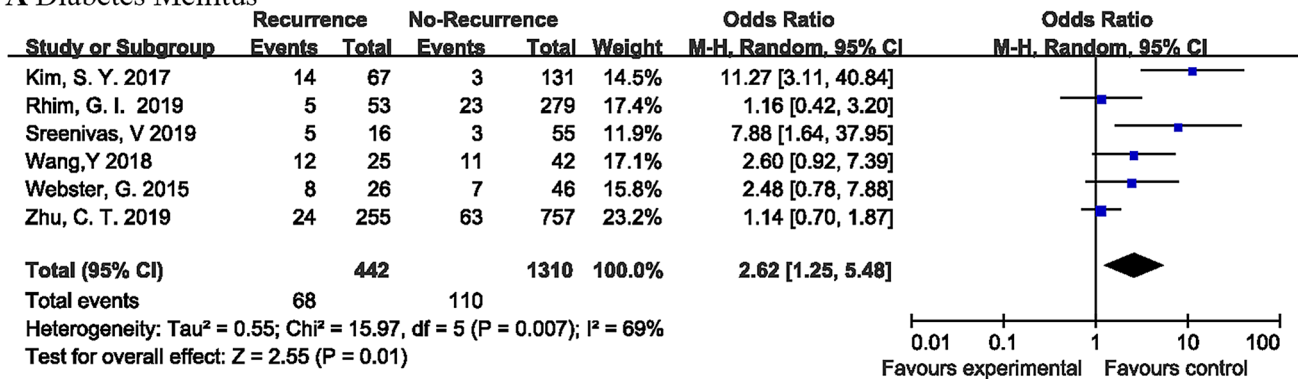 A Diabetes Mellitus
Recurrence No-Recurrence Odds Ratio Odds Ratio
Study or Subgroup Events Total Events Total Weight M-H, Random, 95% CI M-H, Random, 95% CI
Kim, S. Y. 2017 14 67 3 131 14.5% 11.27 [3.11, 40.84]
Rhim, G. I. 2019 5 53 23 279 17.4% 1.16 [0.42, 3.20]
Sreenivas, V 2019 5 16 3 55 11.9% 7.88 [1.64, 37.95]
Wang,Y 2018 12 25 11 42 17.1% 2.60 [0.92, 7.39]
Webster, G. 2015 8 26 7 46 15.8% 2.48 [0.78, 7.88]
Zhu, C. T. 2019 24 255 63 757 23.2% 1.14 [0.70, 1.87]
Total (95% CI) 442 1310 100.0% 2.62 [1.25, 5.48]
Total events 68 110
Heterogeneity: Tau² = 0.55; Chi² = 15.97, df = 5 (P = 0.007); I² = 69%
Test for overall effect: Z = 2.55 (P = 0.01)
0.01 0.1 1 10 100
Favours experimental Favours control